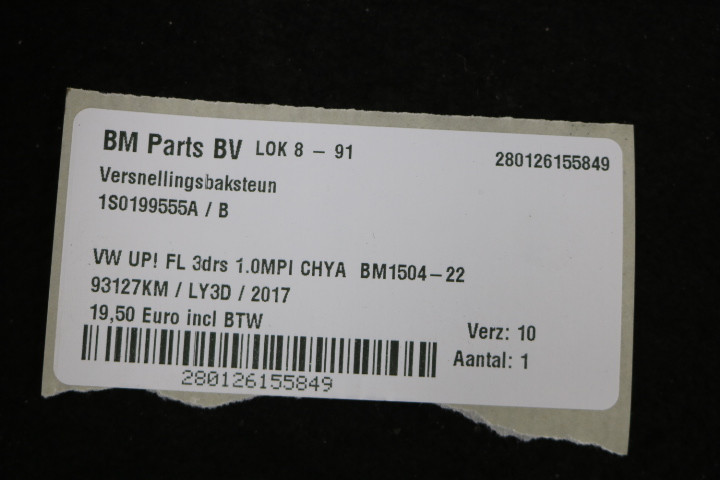 BM Parts BV LOK 8 - 91 280126155849
Versnellingsbaksteun
1S0199555A / B
VW UP! FL 3drs 1.0MPI CHYA BM1504-22
93127KM / LY3D / 2017
19,50 Euro incl BTW
Verz: 10
Aantal: 1
280126155849